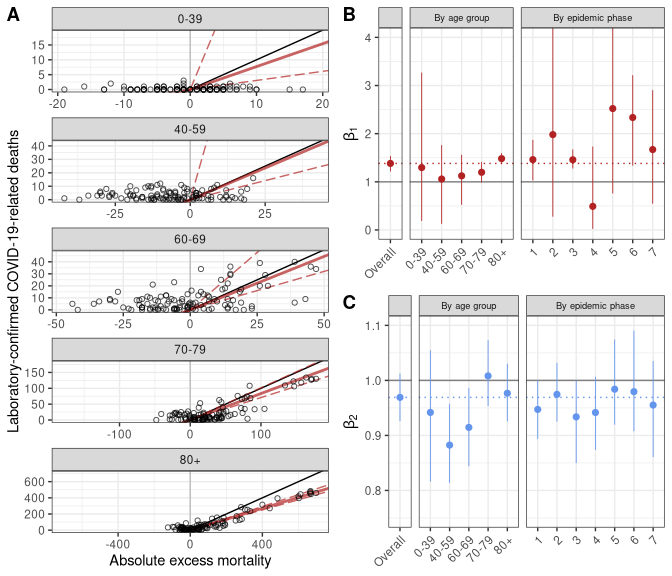 A
Laboratory-confirmed COVID-19-related deaths
0-39
15
10
5
0
-20 -10 0 10 20
40-59
40
30
20
10
0
-25 0 25
60-69
40
30
20
10
0
-50 -25 0 25 50
70-79
150
100
50
0
-100 0 100
80+
600
400
200
0
-400 0 400
Absolute excess mortality
B
By age group By epidemic phase
β1
4
3
2
1
0
Overall 0-39 40-59 60-69 70-79 80+ 1 2 3 4 5 6 7
C
By age group By epidemic phase
β2
1.1
1.0
0.9
0.8
Overall 0-39 40-59 60-69 70-79 80+ 1 2 3 4 5 6 7